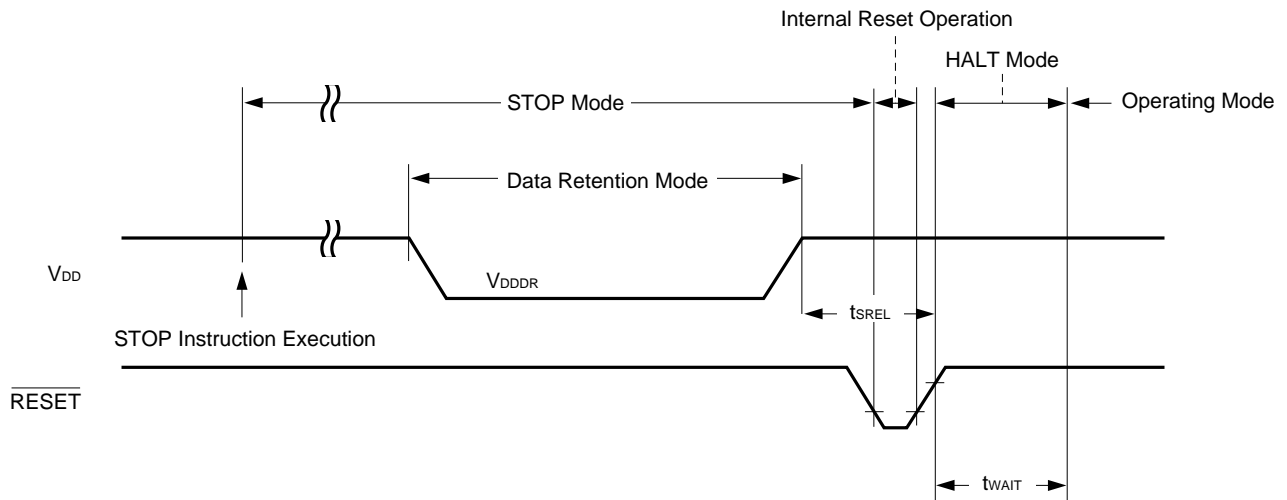 Internal Reset Operation
HALT Mode
STOP Mode
Operating Mode
Data Retention Mode
VDD
VDDDR
tSREL
STOP Instruction Execution
RESET
tWAIT